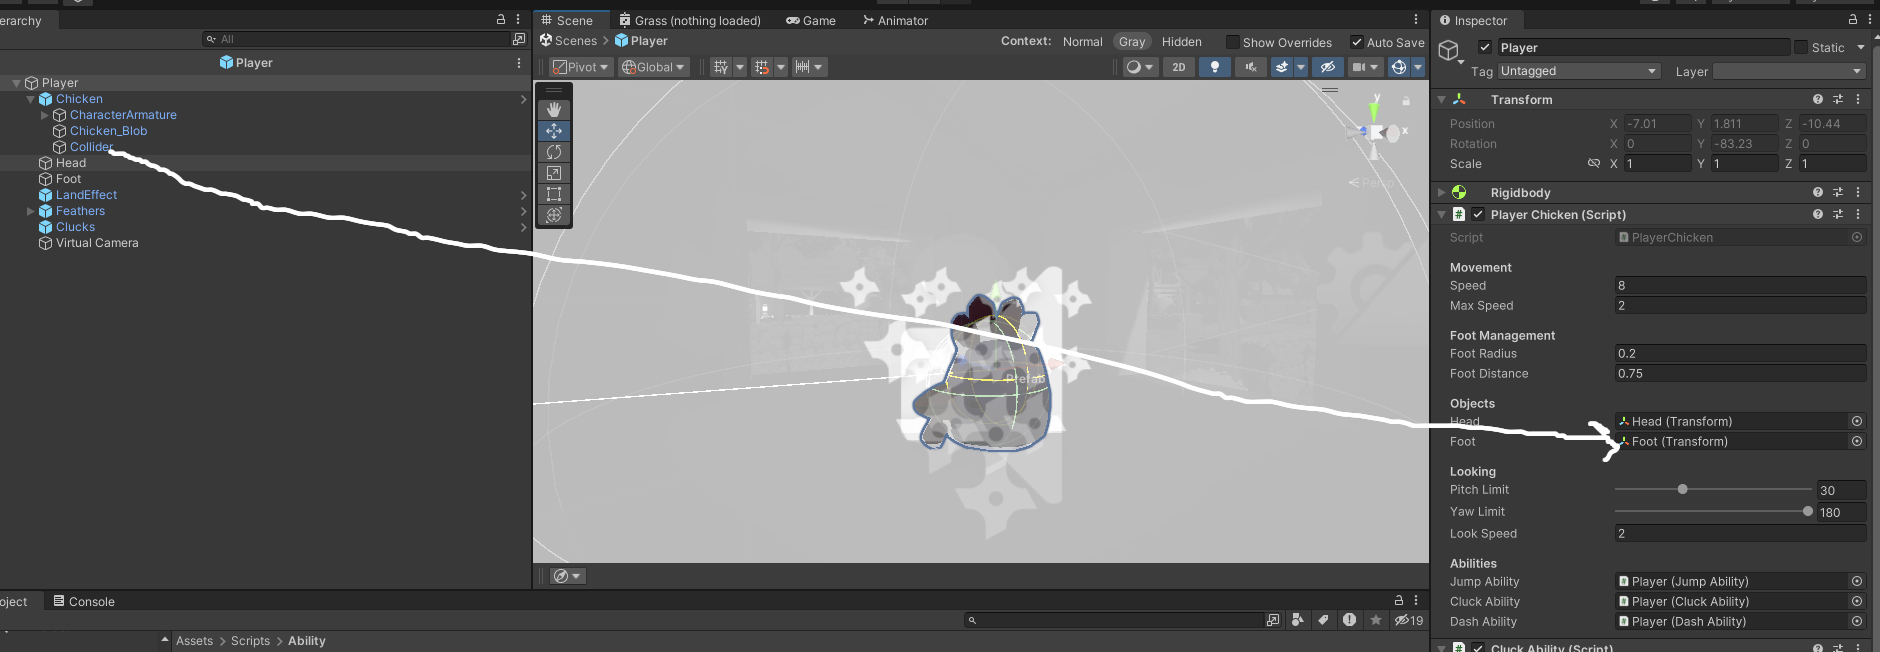 erarchy
All
Player
Player
Chicken
CharacterArmature
Chicken_Blob
Collider
Head
Foot
LandEffect
Feathers
Clucks
Virtual Camera
Scene
Grass (nothing loaded)
Game
Animator
Scenes
Player
Context:
Normal
Gray
Hidden
Show Overrides
Auto Save
Pivot
Global
2D
y
x
Persp
Prefab
oject
Console
19
Assets > Scripts > Ability
Inspector
Player
Static
Tag Untagged Layer
Transform
Position X -7.01 Y 1.811 Z -10.44
Rotation X 0 Y -83.23 Z 0
Scale X 1 Y 1 Z 1
Rigidbody
Player Chicken (Script)
Script PlayerChicken
Movement
Speed 8
Max Speed 2
Foot Management
Foot Radius 0.2
Foot Distance 0.75
Objects
Head Head (Transform)
Foot Foot (Transform)
Looking
Pitch Limit 30
Yaw Limit 180
Look Speed 2
Abilities
Jump Ability Player (Jump Ability)
Cluck Ability Player (Cluck Ability)
Dash Ability Player (Dash Ability)
Cluck Ability (Script)